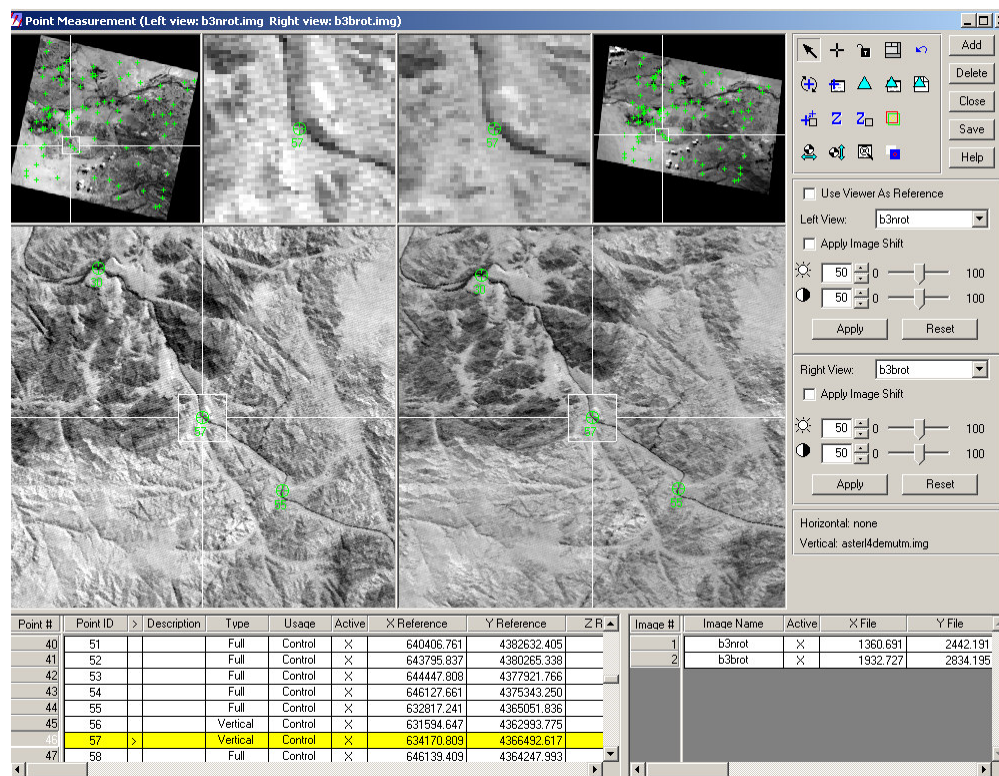 Point Measurement (Left view: b3nrot.img Right view: b3brot.img)
Add
Delete
Close
Save
Help
57
57
57
57
Use Viewer As Reference
Left View: b3nrot
Apply Image Shift
50 0 100
50 0 100
Apply Reset
Right View: b3brot
Apply Image Shift
50 0 100
50 0 100
Apply Reset
Horizontal: none
Vertical: asterl4demutm.img
Point # Point ID > Description Type Usage Active X Reference Y Reference Z R
40 51 Full Control X 640406.761 4382632.405
41 52 Full Control X 643795.837 4380265.338
42 53 Full Control X 644447.808 4377921.766
43 54 Full Control X 646127.661 4375343.250
44 55 Full Control X 632817.241 4365051.836
45 56 Vertical Control X 631594.647 4362993.775
46 57 > Vertical Control X 634170.809 4366492.617
47 58 Full Control X 646139.409 4364247.993
Image # Image Name Active X File Y File
1 b3nrot X 1360.691 2442.191
2 b3brot X 1932.727 2834.195